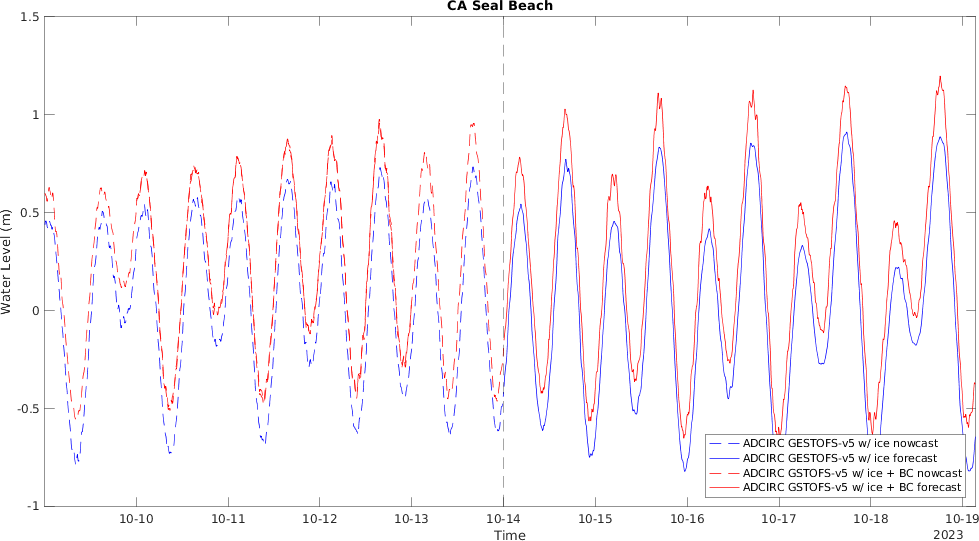 CA Seal Beach
1.5
1
0.5
0
-0.5
-1
Water Level (m)
10-10
10-11
10-12
10-13
10-14
10-15
10-16
10-17
10-18
10-19
2023
Time
ADCIRC GESTOFS-v5 w/ ice nowcast
ADCIRC GESTOFS-v5 w/ ice forecast
ADCIRC GSTOFS-v5 w/ ice + BC nowcast
ADCIRC GSTOFS-v5 w/ ice + BC forecast